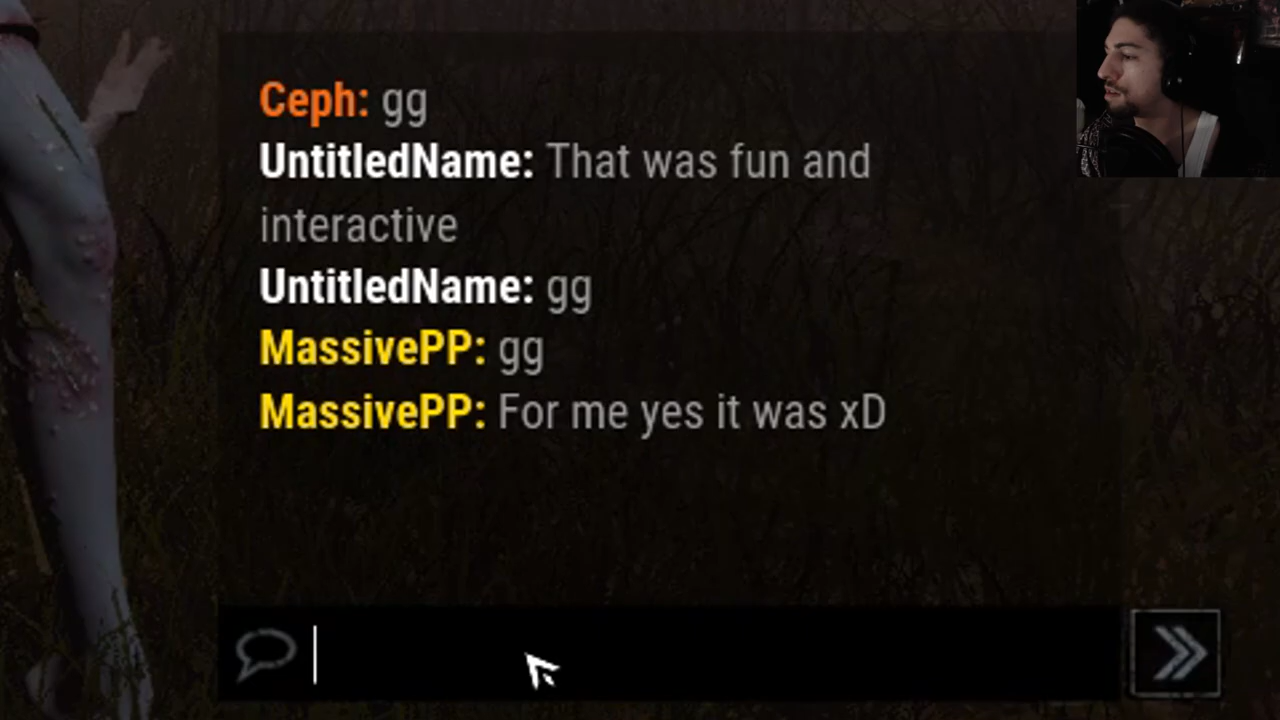 Ceph: gg
UntitledName: That was fun and
interactive
UntitledName: gg
MassivePP: gg
MassivePP: For me yes it was xD